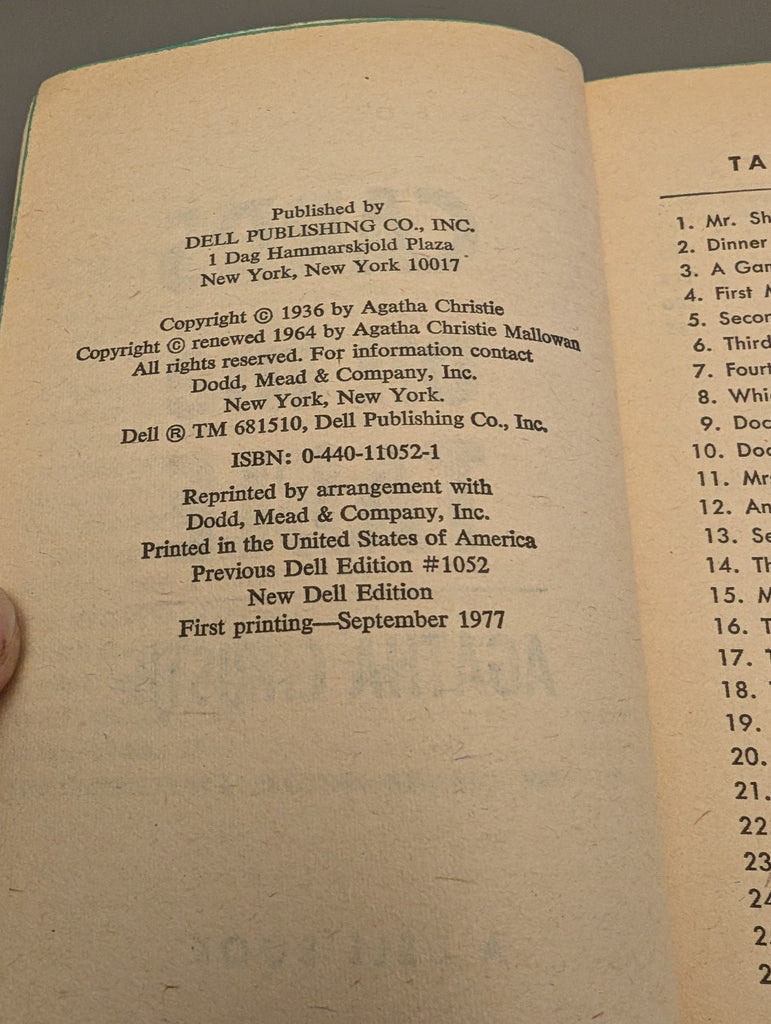 Published by
DELL PUBLISHING CO., INC.
1 Dag Hammarskjold Plaza
New York, New York 10017
Copyright © 1936 by Agatha Christie
Copyright © renewed 1964 by Agatha Christie Mallowan
All rights reserved. For information contact
Dodd, Mead & Company, Inc.
New York, New York.
Dell ® TM 681510, Dell Publishing Co., Inc.
ISBN: 0-440-11052-1
Reprinted by arrangement with
Dodd, Mead & Company, Inc.
Printed in the United States of America
Previous Dell Edition #1052
New Dell Edition
First printing—September 1977
TA
1. Mr. Sh
2. Dinner
3. A Gam
4. First
5. Secon
6. Third
7. Fourt
8. Whi
9. Doc
10. Doc
11. Mr
12. An
13. Se
14. Th
15. M
16. T
17.
18.
19.
20.
21.
22
23
24
2
2